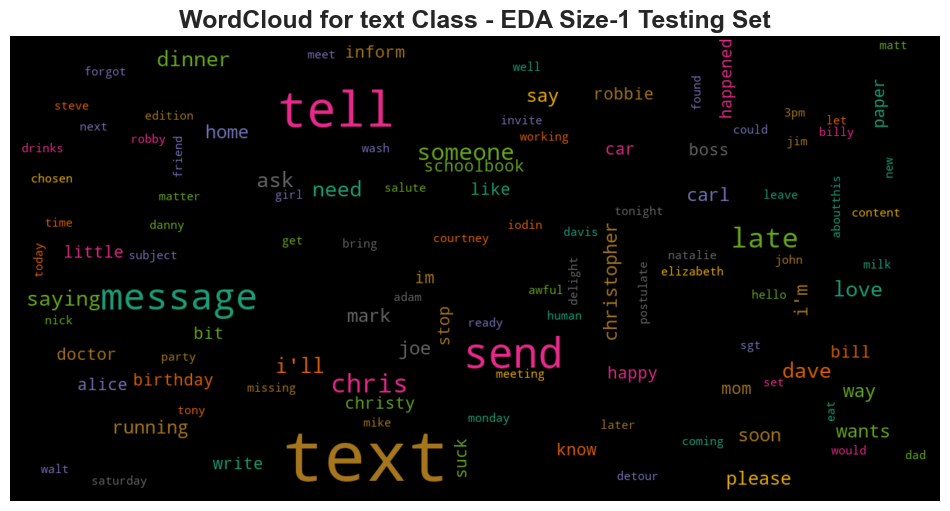 WordCloud for text Class - EDA Size-1 Testing Set
matt
dinner
meet
inform
happened
forgot
well
found
paper
steve
edition
say
robbie
3pm
next
home
invite
could
let
billy
drinks
robby
friend
wash
someone
working
car
boss
jim
tell
chosen
ask
girl
need
salute
schoolbook
like
carl
leave
new
matter
aboutthis
content
time
danny
get
bring
courtney
iodin
davis
tonight
late
today
little
subject
christopher
natalie
elizabeth
john
milk
saying
message
im
adam
awful
delight
postulate
hello
i'm
love
nick
bit
mark
stop
ready
human
doctor
party
joe
send
sgt
bill
alice
birthday
missing
i'll
chris
meeting
happy
mom
set
dave
way
tony
christy
mike
monday
later
eat
running
text
suck
know
coming
soon
wants
would
dad
walt
saturday
write
detour
please